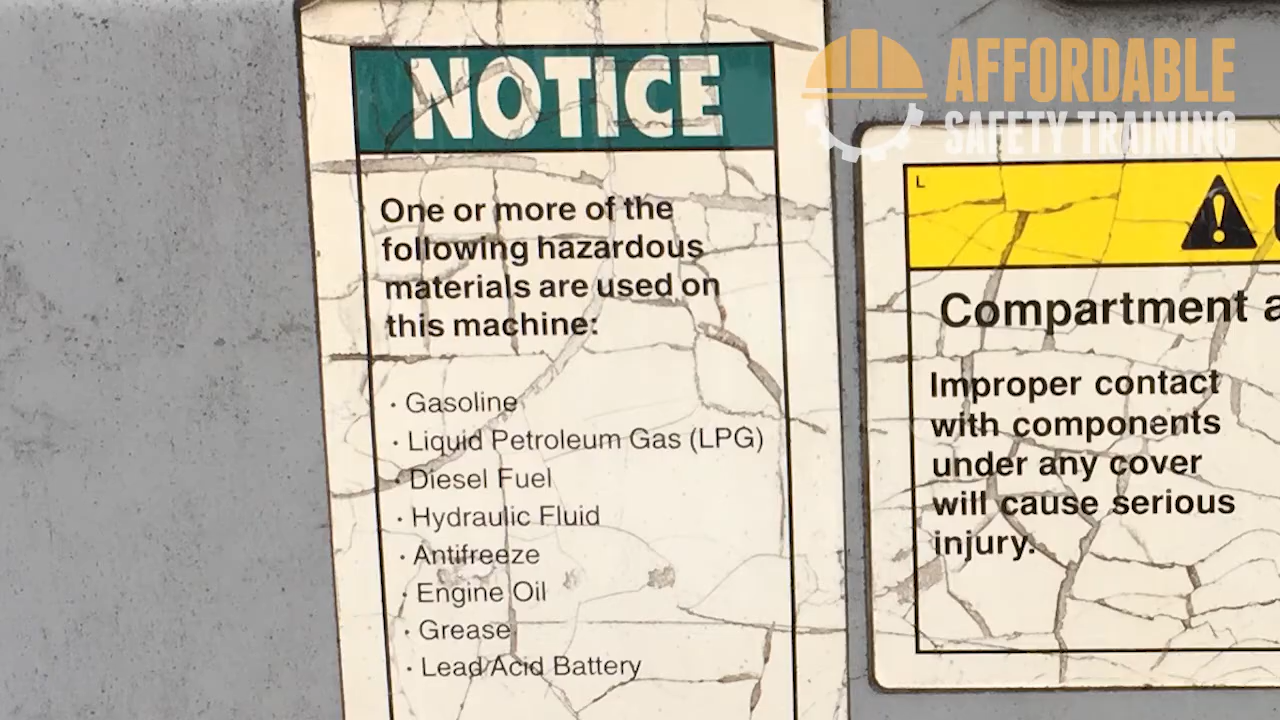 NOTICE
One or more of the
following hazardous
materials are used on
this machine:
· Gasoline
· Liquid Petroleum Gas (LPG)
· Diesel Fuel
· Hydraulic Fluid
· Antifreeze
· Engine Oil
· Grease
· Lead Acid Battery
AFFORDABLE
SAFETY TRAINING
L
Compartment
Improper contact
with components
under any cover
will cause serious
injury.